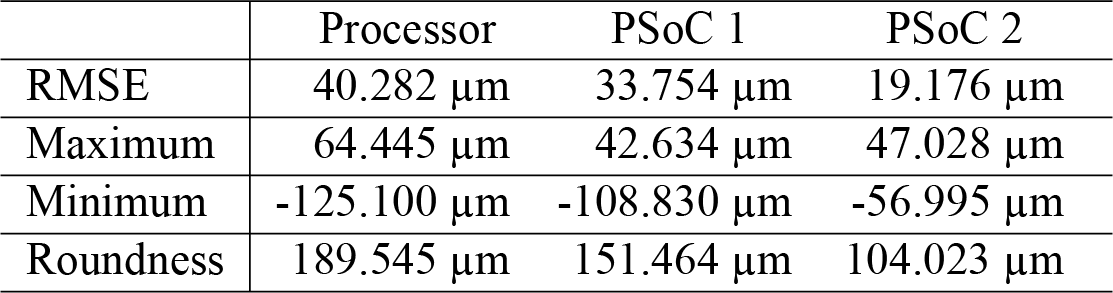 Processor PSoC 1 PSoC 2
RMSE 40.282 µm 33.754 µm 19.176 µm
Maximum 64.445 µm 42.634 µm 47.028 µm
Minimum -125.100 µm -108.830 µm -56.995 µm
Roundness 189.545 µm 151.464 µm 104.023 µm